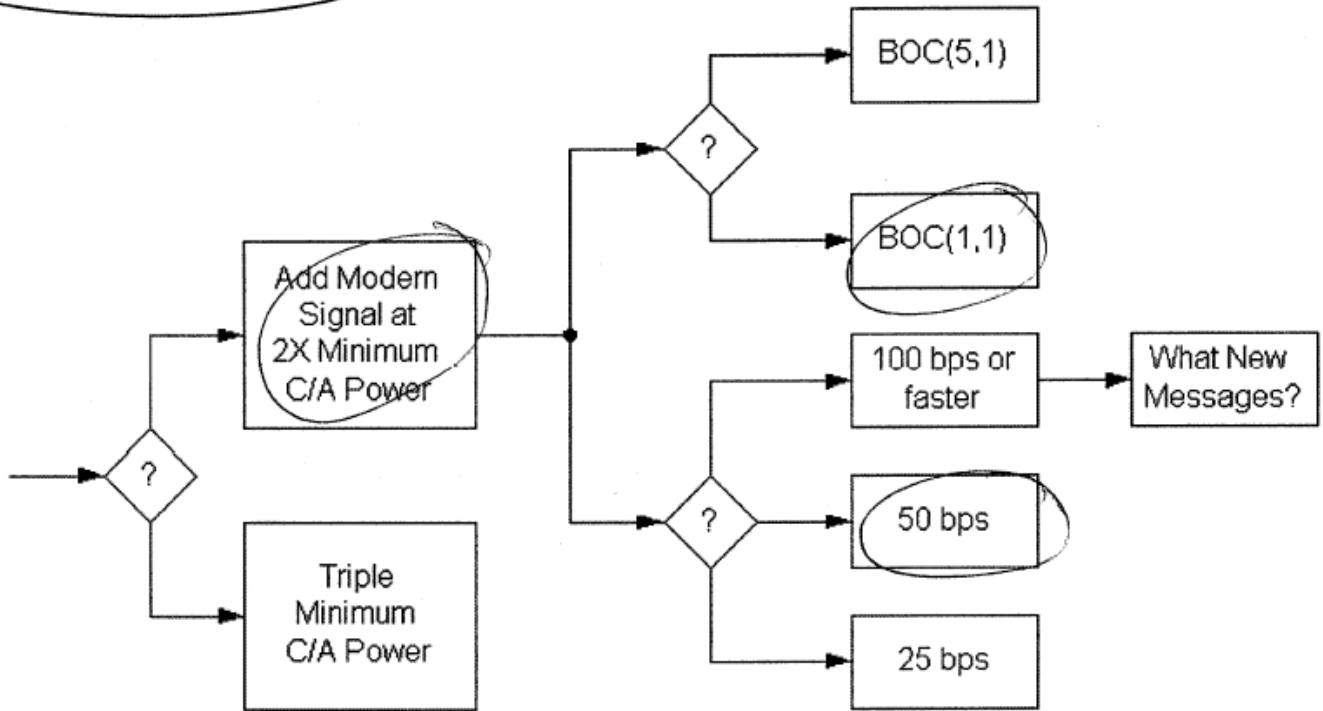 BOC(5,1)
?
BOC(1,1)
Add Modern
Signal at
2X Minimum
C/A Power
100 bps or
faster
What New
Messages?
?
?
50 bps
Triple
Minimum
C/A Power
25 bps